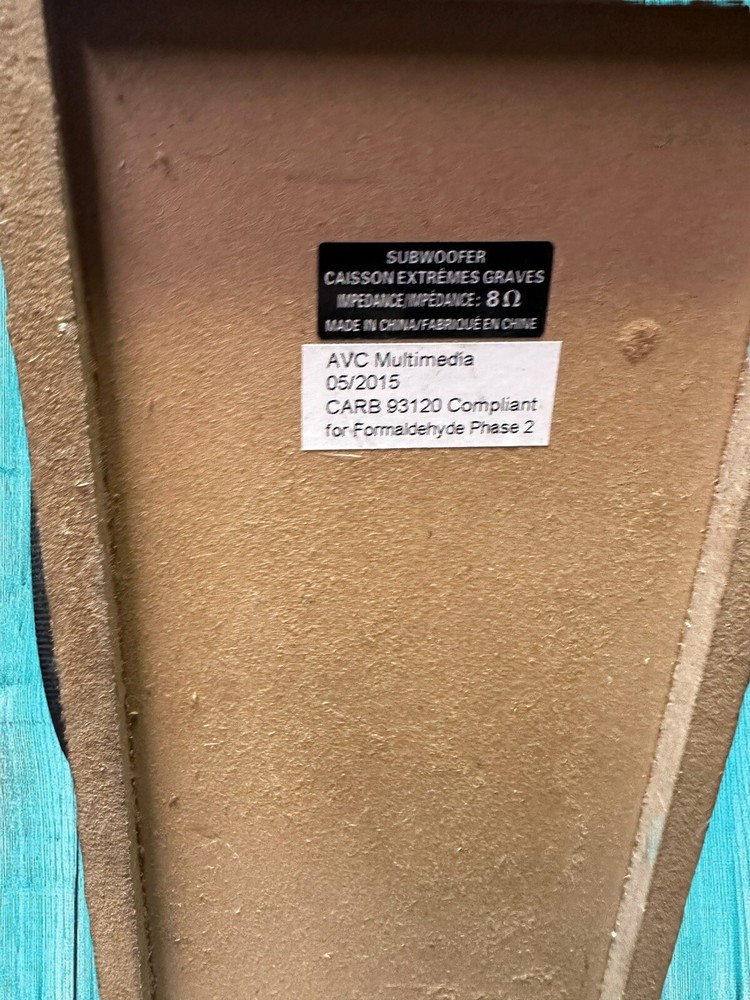 SUBWOOFER
CAISSON EXTRÊMES GRAVES
IMPEDANCE/IMPÉDANCE: 8Ω
MADE IN CHINA/FABRIQUÉ EN CHINE
AVC Multimedia
05/2015
CARB 93120 Compliant
for Formaldehyde Phase 2